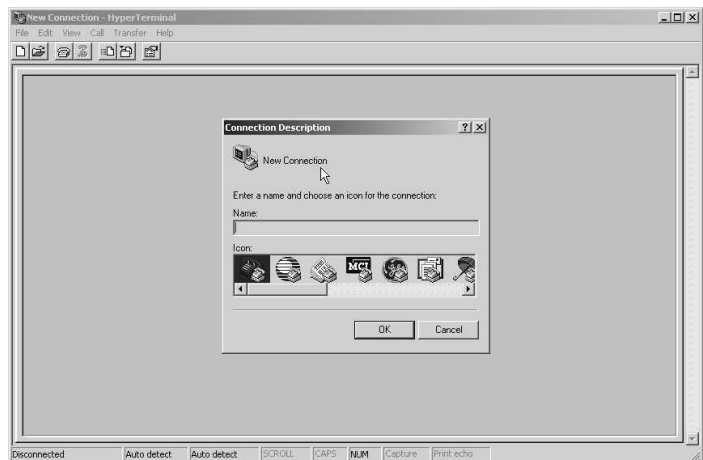 New Connection - HyperTerminal
File Edit View Call Transfer Help
Connection Description
New Connection
Enter a name and choose an icon for the connection:
Name:
Icon:
MCI
OK Cancel
Disconnected Auto detect Auto detect SCROLL CAPS NUM Capture Print echo